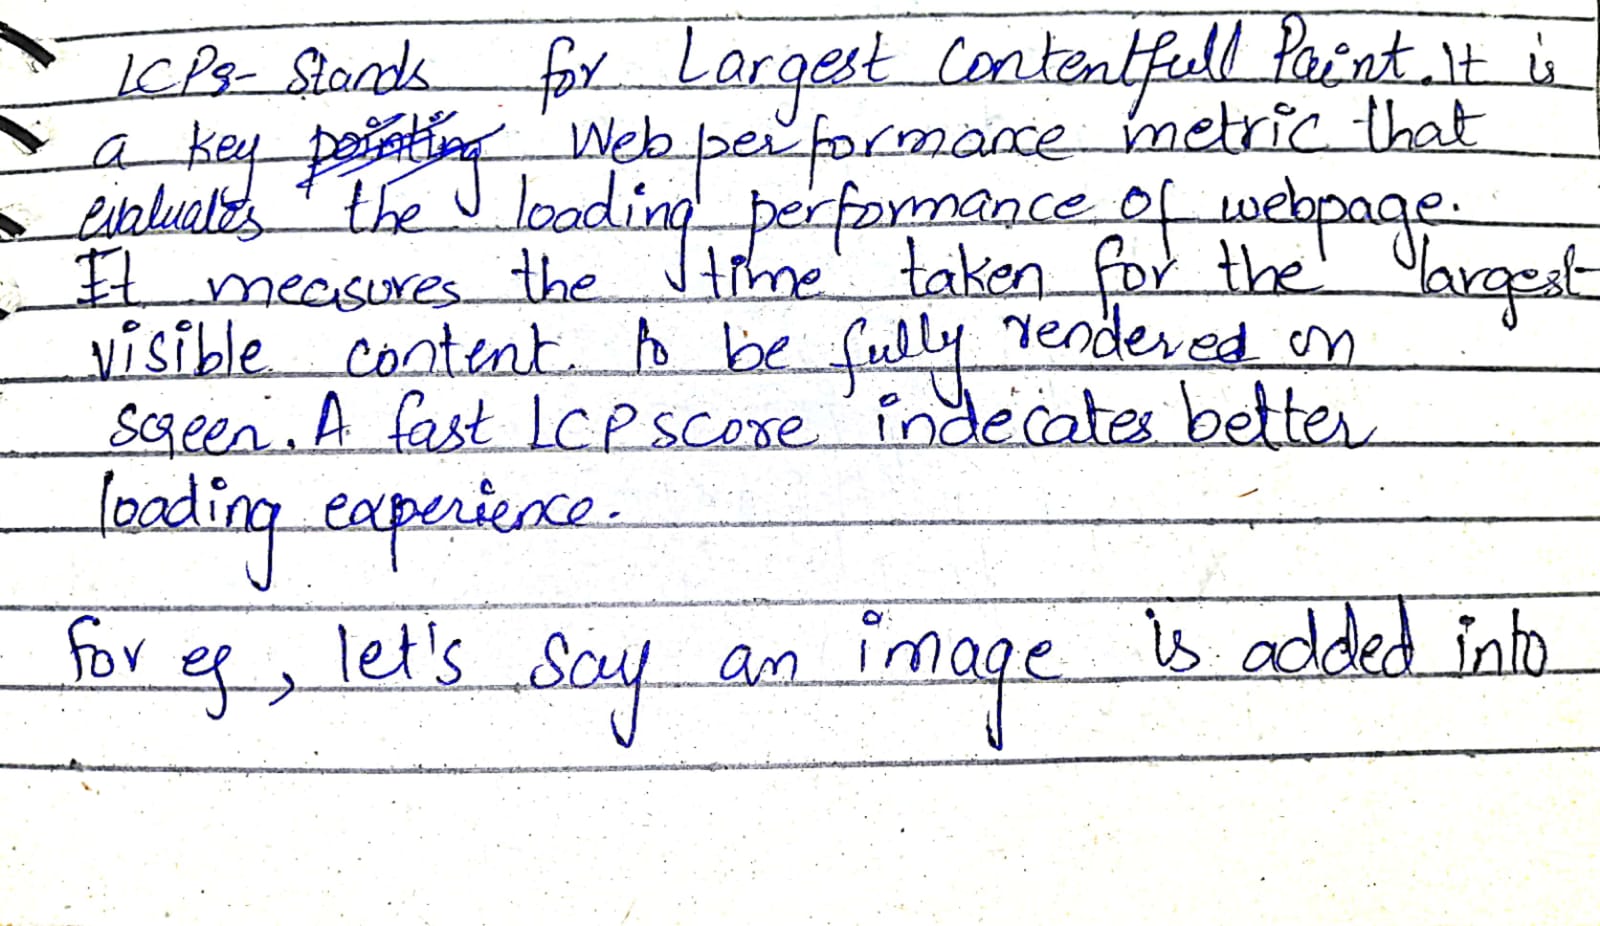 LCPs- Stands for Largest Contentfull Paint. It is
a key pointing Web performance metric that
evaluates the loading performance of webpage.
It measures the time taken for the largest
visible content. to be fully rendered on
screen. A fast LCP score indecates better
loading experience.
for eg, let's say an image is added into